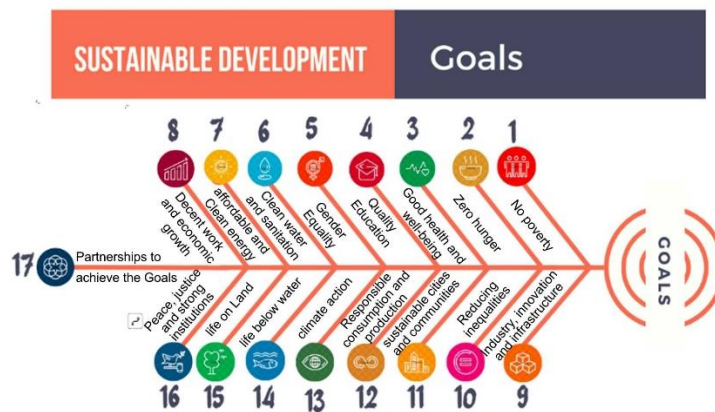 SUSTAINABLE DEVELOPMENT
Goals
8
7
6
5
4
3
2
1
Decent work
and economic
growth
affordable and
Clean energy
Clean water
and sanitation
Gender
Equality
Quality
Education
Good health and
well-being
Zero hunger
No poverty
17
Partnerships to
achieve the Goals
GOALS
Peace, justice
and strong
institutions
life on Land
life below water
climate action
Responsible
consumption and
production
sustainable cities
and communities
Reducing
inequalities
Industry, innovation
and infrastructure
16
15
14
13
12
11
10
9